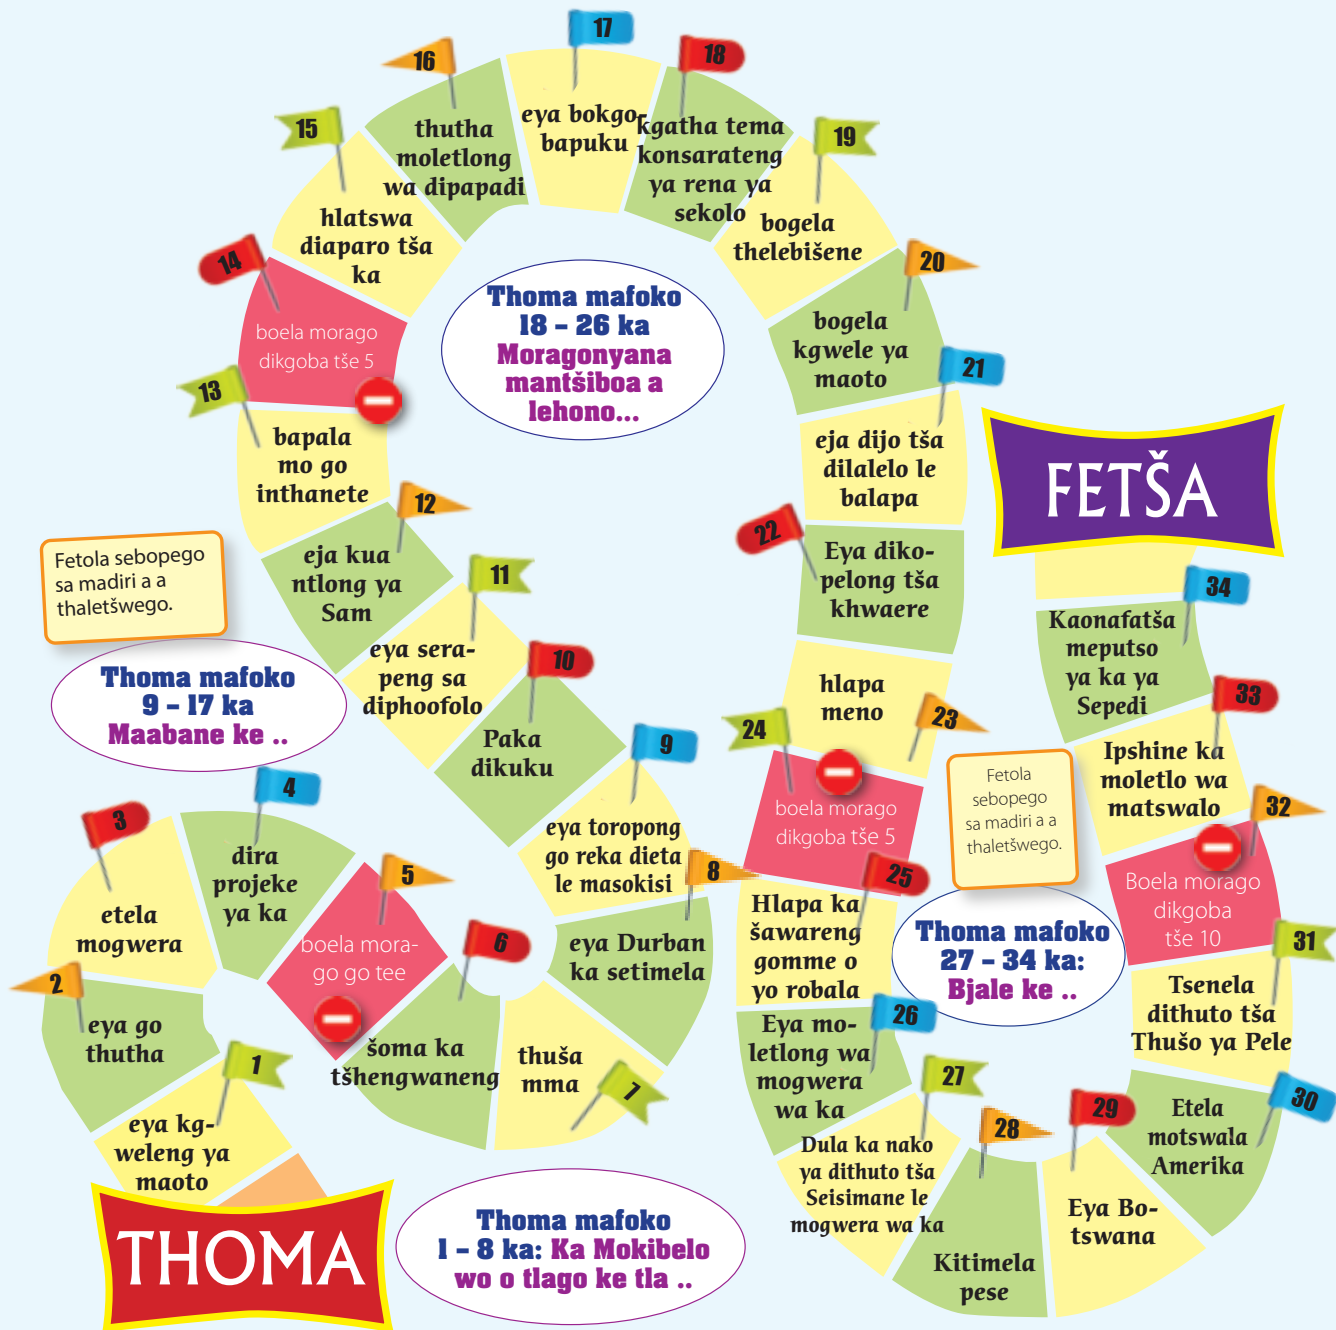 THOMA
1
eya kg-
weleng ya
maoto
2
eya go
thutha
3
etela
mogwera
4
dira
projeke
ya ka
5
boela mora-
go go tee
6
šoma ka
tšhengwaneng
7
thuša
mma
8
eya Durban
ka setimela
9
eya toropong
go reka dieta
le masokisi
10
Paka
dikuku
11
eya sera-
peng sa
diphoofolo
12
eja kua
ntlong ya
Sam
13
bapala
mo go
inthanete
14
boela morago
dikgoba tše 5
15
hlatswa
diaparo tša
ka
16
thutha
moletlong
wa dipapadi
17
eya bokgo-
bapuku
18
kgatha tema
konsarateng
ya rena ya
sekolo
19
bogela
thelebišene
20
bogela
kgwele ya
maoto
21
eja dijo tša
dilalelo le
balapa
22
Eya diko-
pelong tša
khwaere
23
hlapa
meno
24
boela morago
dikgoba tše 5
25
Hlapa ka
šawareng
gomme o
yo robala
26
Eya mo-
letlong wa
mogwera
wa ka
27
Dula ka nako
ya dithuto tša
Seisimane le
mogwera wa ka
28
Kitimela
pese
29
Eya Bo-
tswana
30
Etela
motswala
Amerika
31
Tsenela
dithuto tša
Thušo ya Pele
32
Boela morago
dikgoba
tše 10
33
Ipshine ka
moletlo wa
matswalo
34
Kaonafatša
meputso
ya ka ya
Sepedi
FETŠA
Thoma mafoko
1 – 8 ka: Ka Mokibelo
wo o tlago ke tla ..
Fetola sebopego
sa madiri a a
thaletšwego.
Thoma mafoko
9 – 17 ka
Maabane ke ..
Thoma mafoko
18 – 26 ka
Moragonyana
mantšiboa a
lehono...
Fetola
sebopego
sa madiri a a
thaletšwego.
Thoma mafoko
27 – 34 ka:
Bjale ke ..